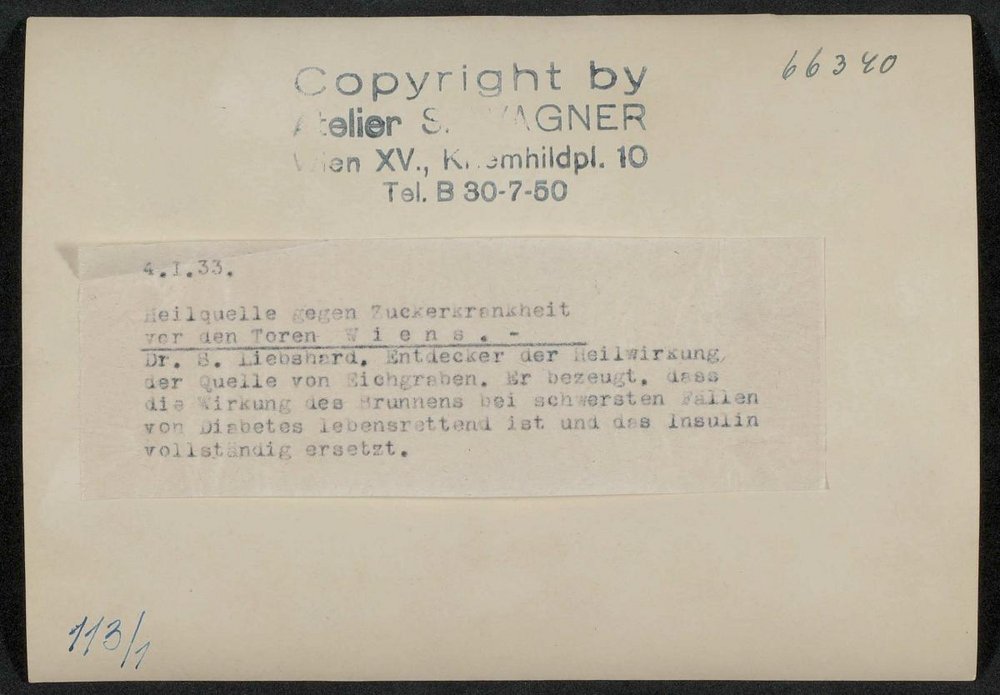 66340
Copyright by
Atelier S. WAGNER
Wien XV., Kriemhildpl. 10
Tel. B 30-7-50
4.I.33.
Heilquelle gegen Zuckerkrankheit
vor den Toren W i e n s . -
Dr. S. Liebshard. Entdecker der Heilwirkung
der Quelle von Eichgraben. Er bezeugt, dass
die Wirkung des Brunnens bei schwersten Fällen
von Diabetes lebensrettend ist und das Insulin
vollständig ersetzt.
113/1